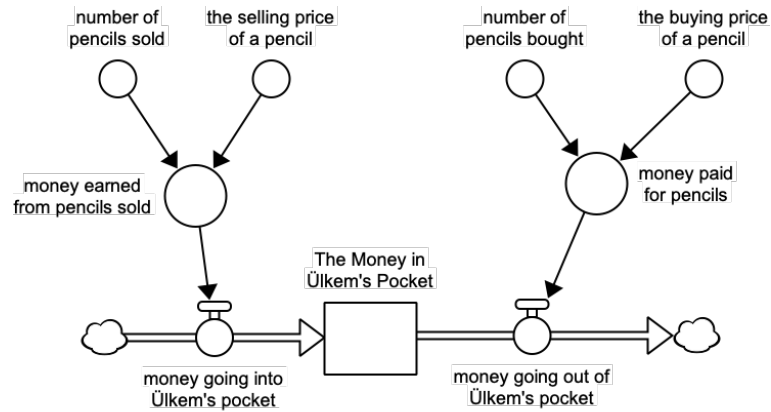 number of
pencils sold
the selling price
of a pencil
number of
pencils bought
the buying price
of a pencil
money earned
from pencils sold
money paid
for pencils
The Money in
Ülkem's Pocket
money going into
Ülkem's pocket
money going out of
Ülkem's pocket